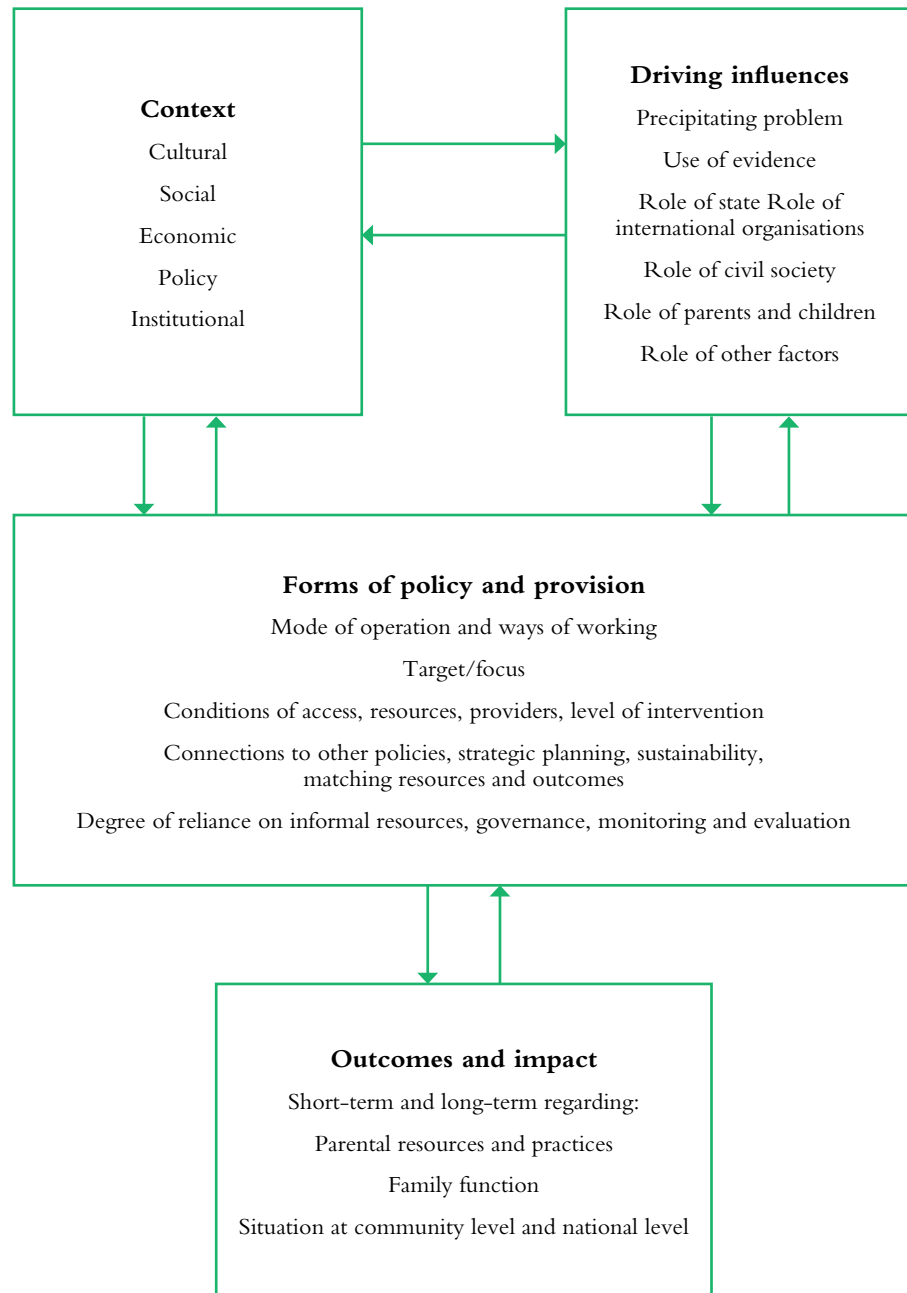 Context
Cultural
Social
Economic
Policy
Institutional
Driving influences
Precipitating problem
Use of evidence
Role of state Role of
international organisations
Role of civil society
Role of parents and children
Role of other factors
Forms of policy and provision
Mode of operation and ways of working
Target/focus
Conditions of access, resources, providers, level of intervention
Connections to other policies, strategic planning, sustainability,
matching resources and outcomes
Degree of reliance on informal resources, governance, monitoring and evaluation
Outcomes and impact
Short-term and long-term regarding:
Parental resources and practices
Family function
Situation at community level and national level